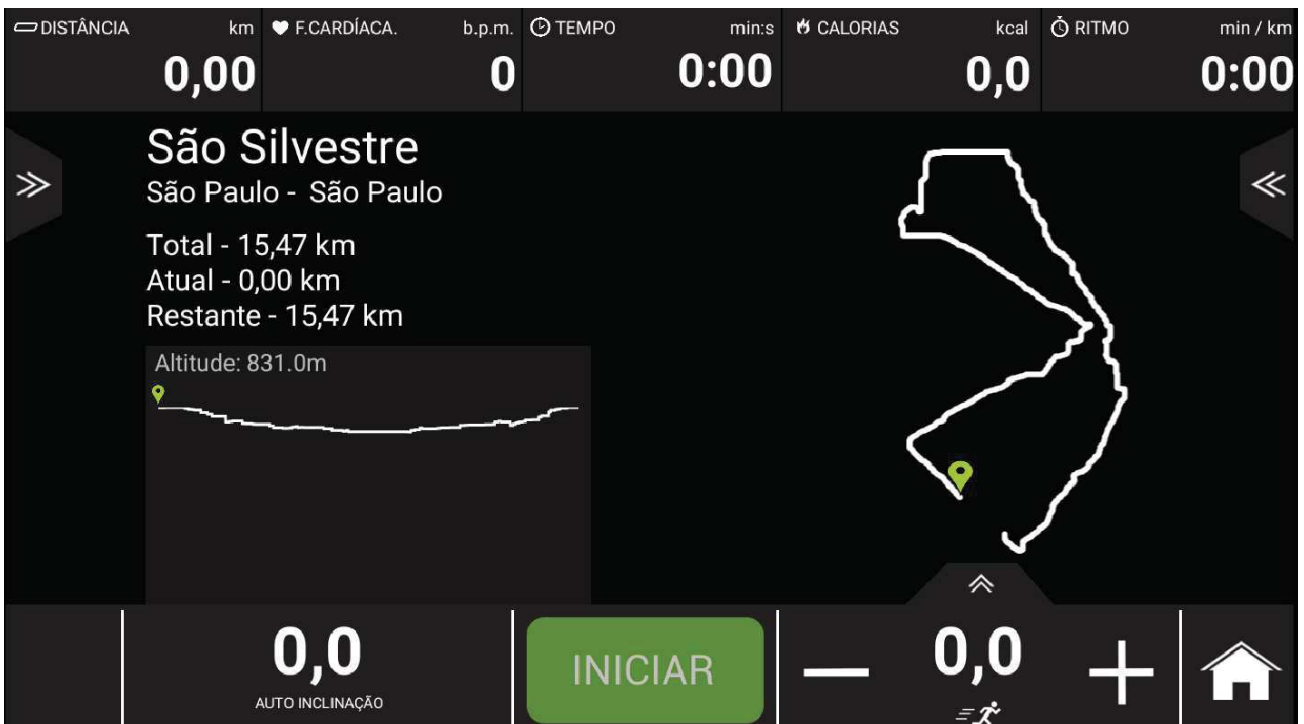 DISTÂNCIA km
0,00
F.CARDÍACA. b.p.m.
0
TEMPO min:s
0:00
CALORIAS kcal
0,0
RITMO min / km
0:00
São Silvestre
São Paulo - São Paulo
Total - 15,47 km
Atual - 0,00 km
Restante - 15,47 km
Altitude: 831.0m
0,0
AUTO INCLINAÇÃO
INICIAR
0,0